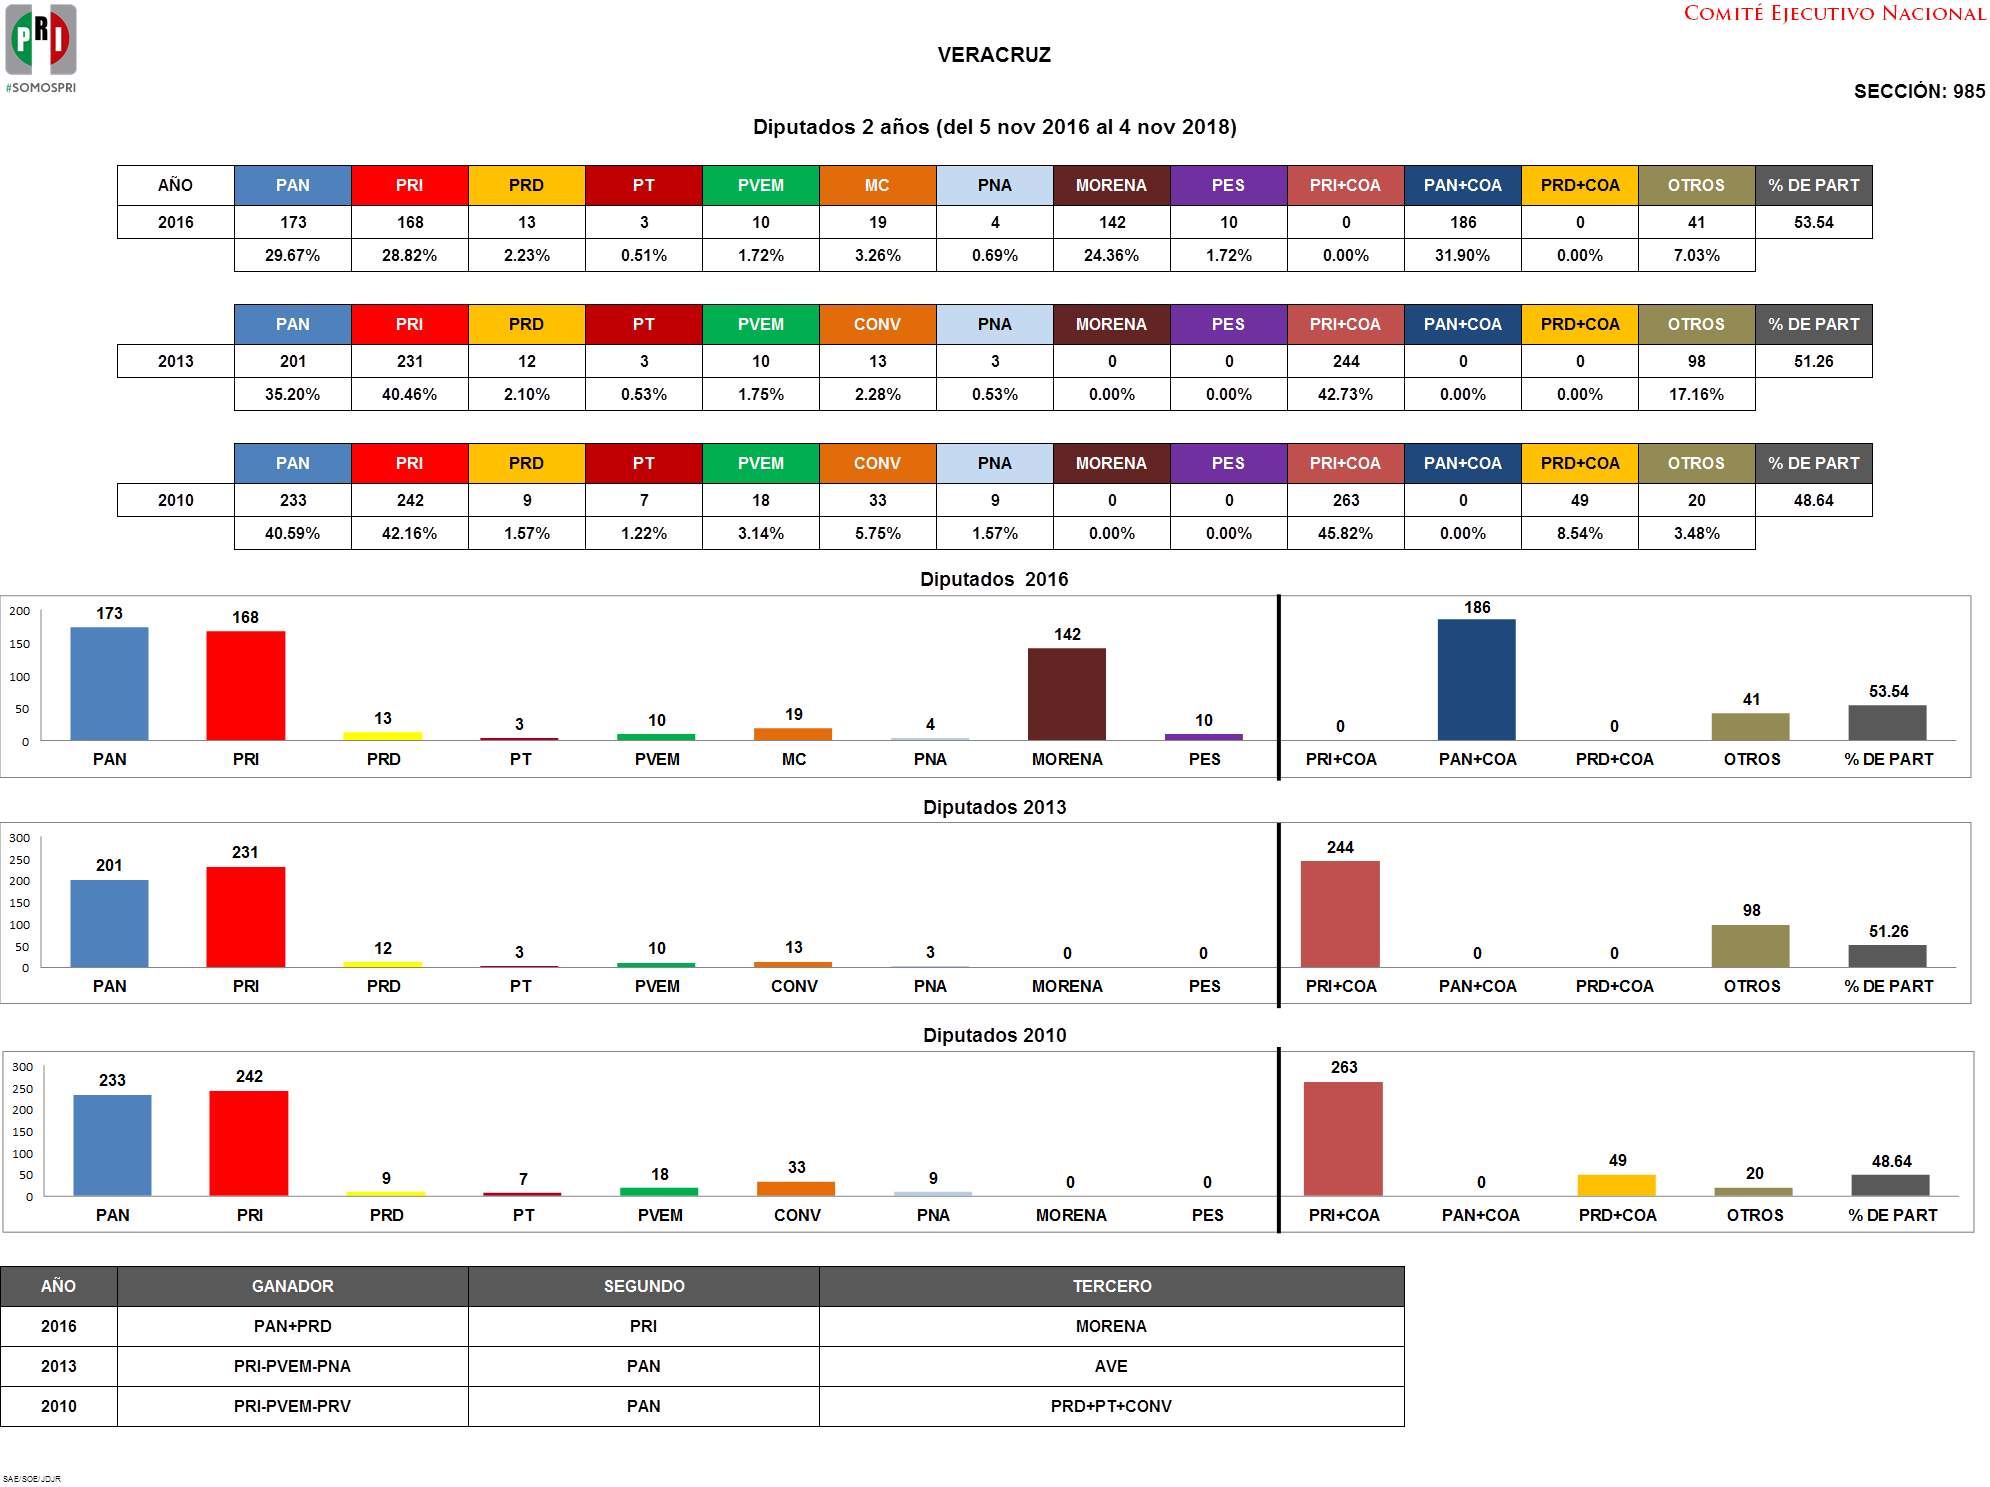 PRI
#SOMOSPRI
COMITÉ EJECUTIVO NACIONAL
VERACRUZ
SECCIÓN: 985
Diputados 2 años (del 5 nov 2016 al 4 nov 2018)
AÑO PAN PRI PRD PT PVEM MC PNA MORENA PES PRI+COA PAN+COA PRD+COA OTROS % DE PART
2016 173 168 13 3 10 19 4 142 10 0 186 0 41 53.54
29.67% 28.82% 2.23% 0.51% 1.72% 3.26% 0.69% 24.36% 1.72% 0.00% 31.90% 0.00% 7.03%
PAN PRI PRD PT PVEM CONV PNA MORENA PES PRI+COA PAN+COA PRD+COA OTROS % DE PART
2013 201 231 12 3 10 13 3 0 0 244 0 0 98 51.26
35.20% 40.46% 2.10% 0.53% 1.75% 2.28% 0.53% 0.00% 0.00% 42.73% 0.00% 0.00% 17.16%
PAN PRI PRD PT PVEM CONV PNA MORENA PES PRI+COA PAN+COA PRD+COA OTROS % DE PART
2010 233 242 9 7 18 33 9 0 0 263 0 49 20 48.64
40.59% 42.16% 1.57% 1.22% 3.14% 5.75% 1.57% 0.00% 0.00% 45.82% 0.00% 8.54% 3.48%
Diputados 2016
200
150
100
50
0
173 168 13 3 10 19 4 142 10 0 186 0 41 53.54
PAN PRI PRD PT PVEM MC PNA MORENA PES PRI+COA PAN+COA PRD+COA OTROS % DE PART
Diputados 2013
300
250
200
150
100
50
0
201 231 12 3 10 13 3 0 0 244 0 0 98 51.26
PAN PRI PRD PT PVEM CONV PNA MORENA PES PRI+COA PAN+COA PRD+COA OTROS % DE PART
Diputados 2010
300
250
200
150
100
50
0
233 242 9 7 18 33 9 0 0 263 0 49 20 48.64
PAN PRI PRD PT PVEM CONV PNA MORENA PES PRI+COA PAN+COA PRD+COA OTROS % DE PART
AÑO GANADOR SEGUNDO TERCERO
2016 PAN+PRD PRI MORENA
2013 PRI-PVEM-PNA PAN AVE
2010 PRI-PVEM-PRV PAN PRD+PT+CONV
SAE/SOE/JDJR